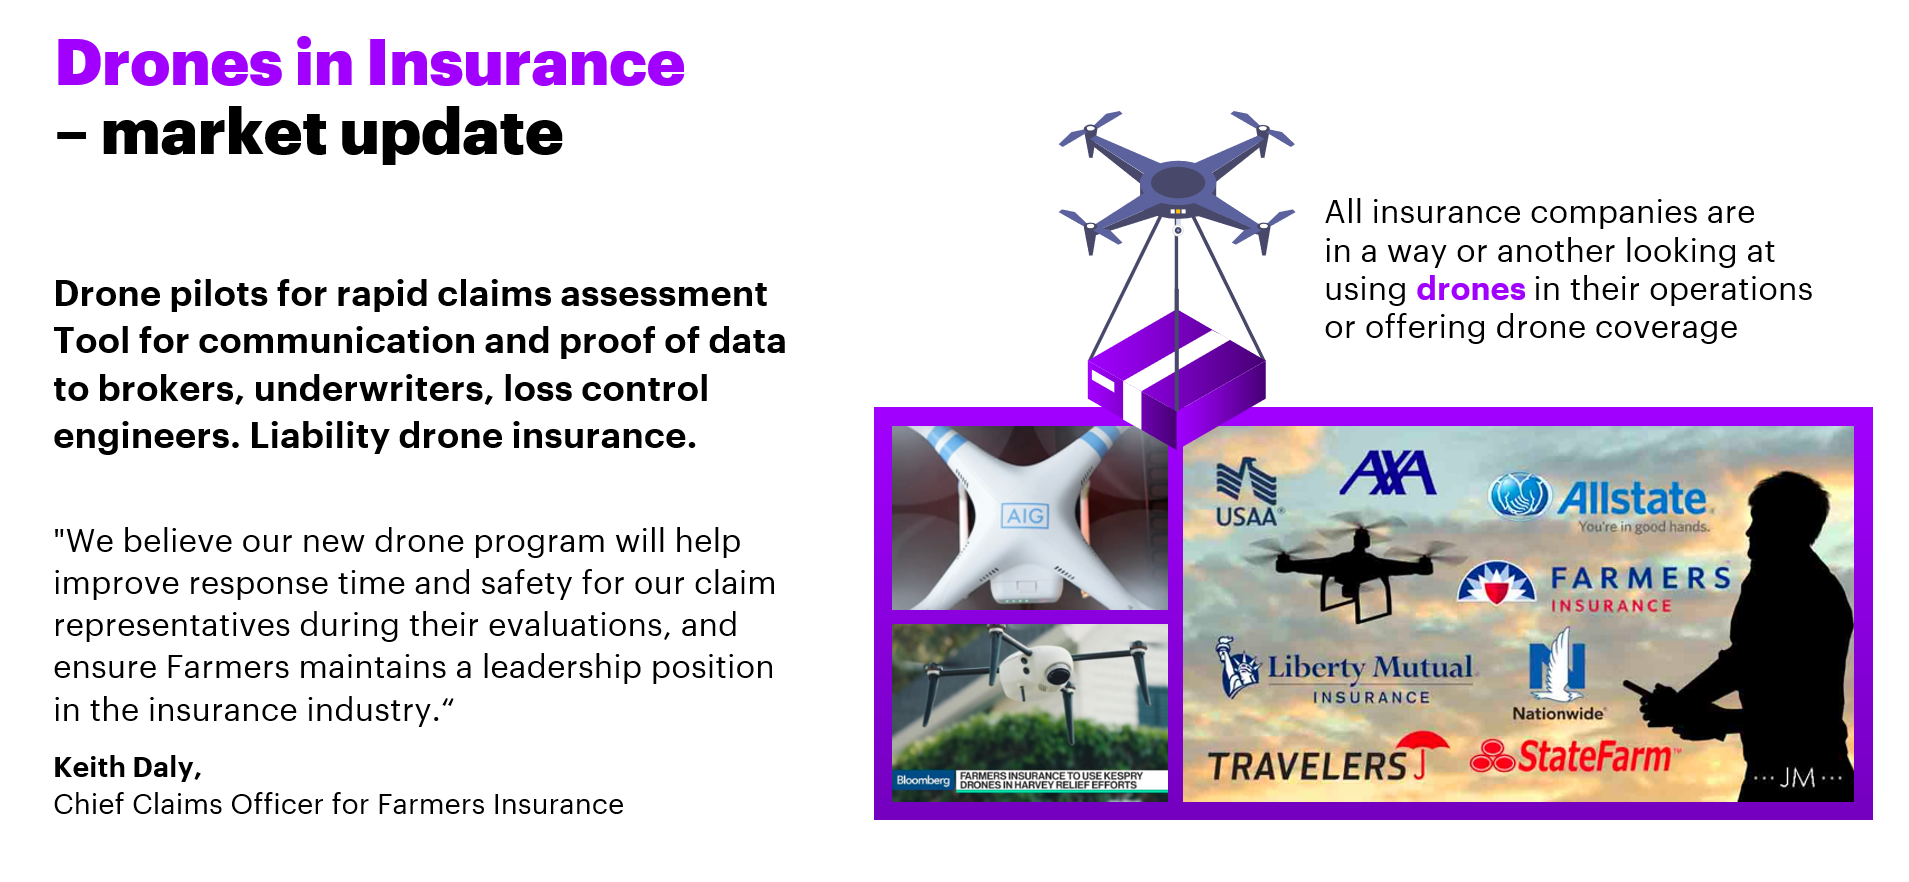 Drones in Insurance
– market update
Drone pilots for rapid claims assessment
Tool for communication and proof of data
to brokers, underwriters, loss control
engineers. Liability drone insurance.
"We believe our new drone program will help
improve response time and safety for our claim
representatives during their evaluations, and
ensure Farmers maintains a leadership position
in the insurance industry.“
Keith Daly,
Chief Claims Officer for Farmers Insurance
All insurance companies are
in a way or another looking at
using drones in their operations
or offering drone coverage
AIG
Bloomberg
FARMERS INSURANCE TO USE KESPRY
DRONES IN HARVEY RELIEF EFFORTS
USAA®
AXA
Allstate
You're in good hands.
FARMERS
INSURANCE
Liberty Mutual
INSURANCE
Nationwide®
TRAVELERS
StateFarm™
···JM···